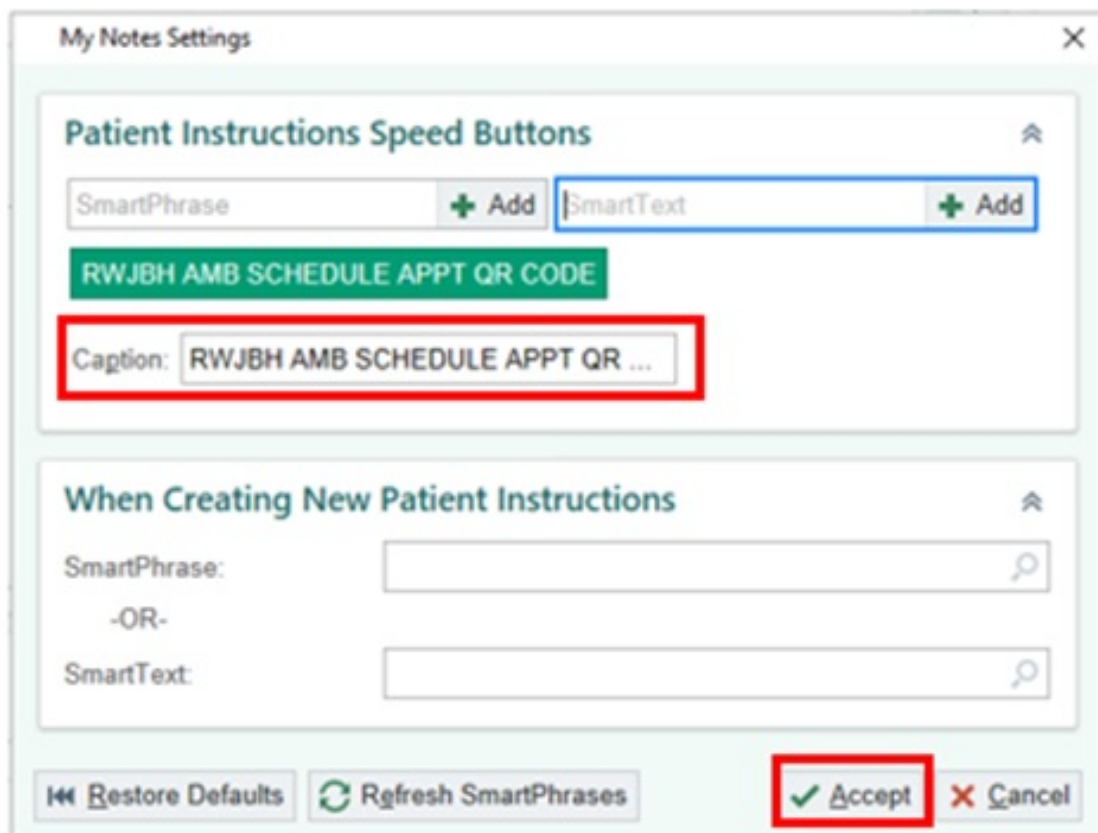 My Notes Settings
Patient Instructions Speed Buttons
SmartPhrase Add SmartText Add
RWJBH AMB SCHEDULE APPT QR CODE
Caption: RWJBH AMB SCHEDULE APPT QR ...
When Creating New Patient Instructions
SmartPhrase:
-OR-
SmartText:
Restore Defaults Refresh SmartPhrases Accept Cancel